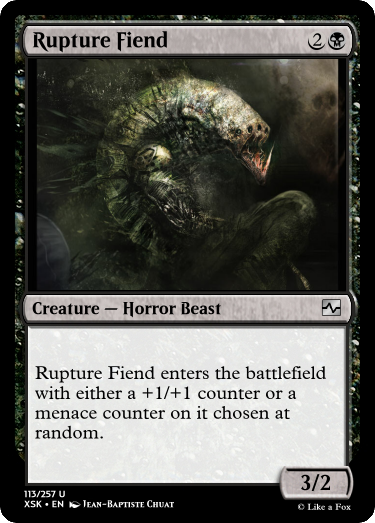 Rupture Fiend 2
Creature — Horror Beast
Rupture Fiend enters the battlefield
with either a +1/+1 counter or a
menace counter on it chosen at
random.
3/2
113/257 U
XSK • EN Jean-Baptiste Chuat
© Like a Fox